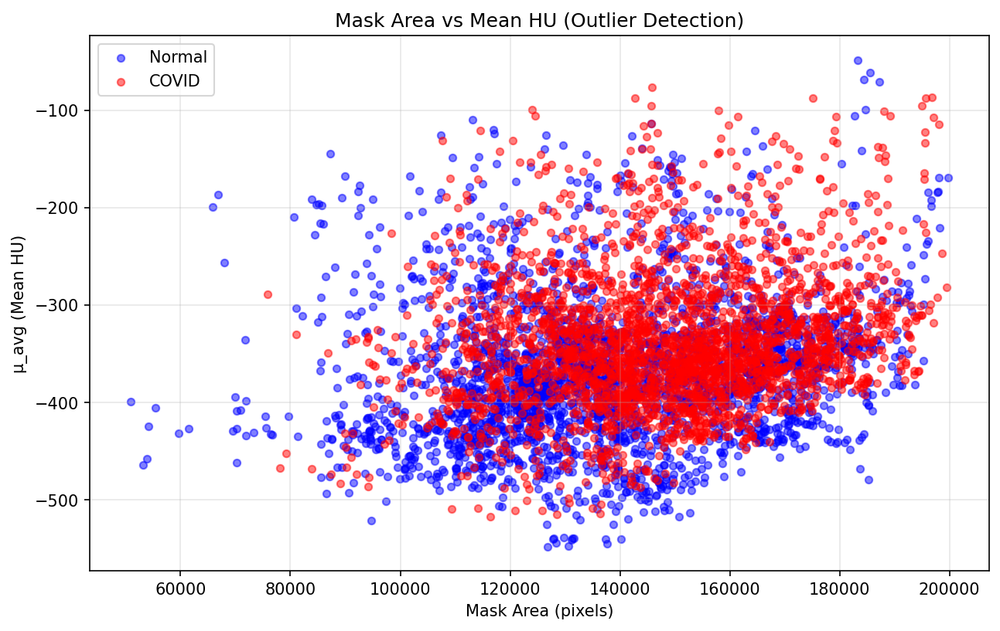 Mask Area vs Mean HU (Outlier Detection)
Normal
COVID
−100
−200
−300
−400
−500
μ_avg (Mean HU)
60000 80000 100000 120000 140000 160000 180000 200000
Mask Area (pixels)